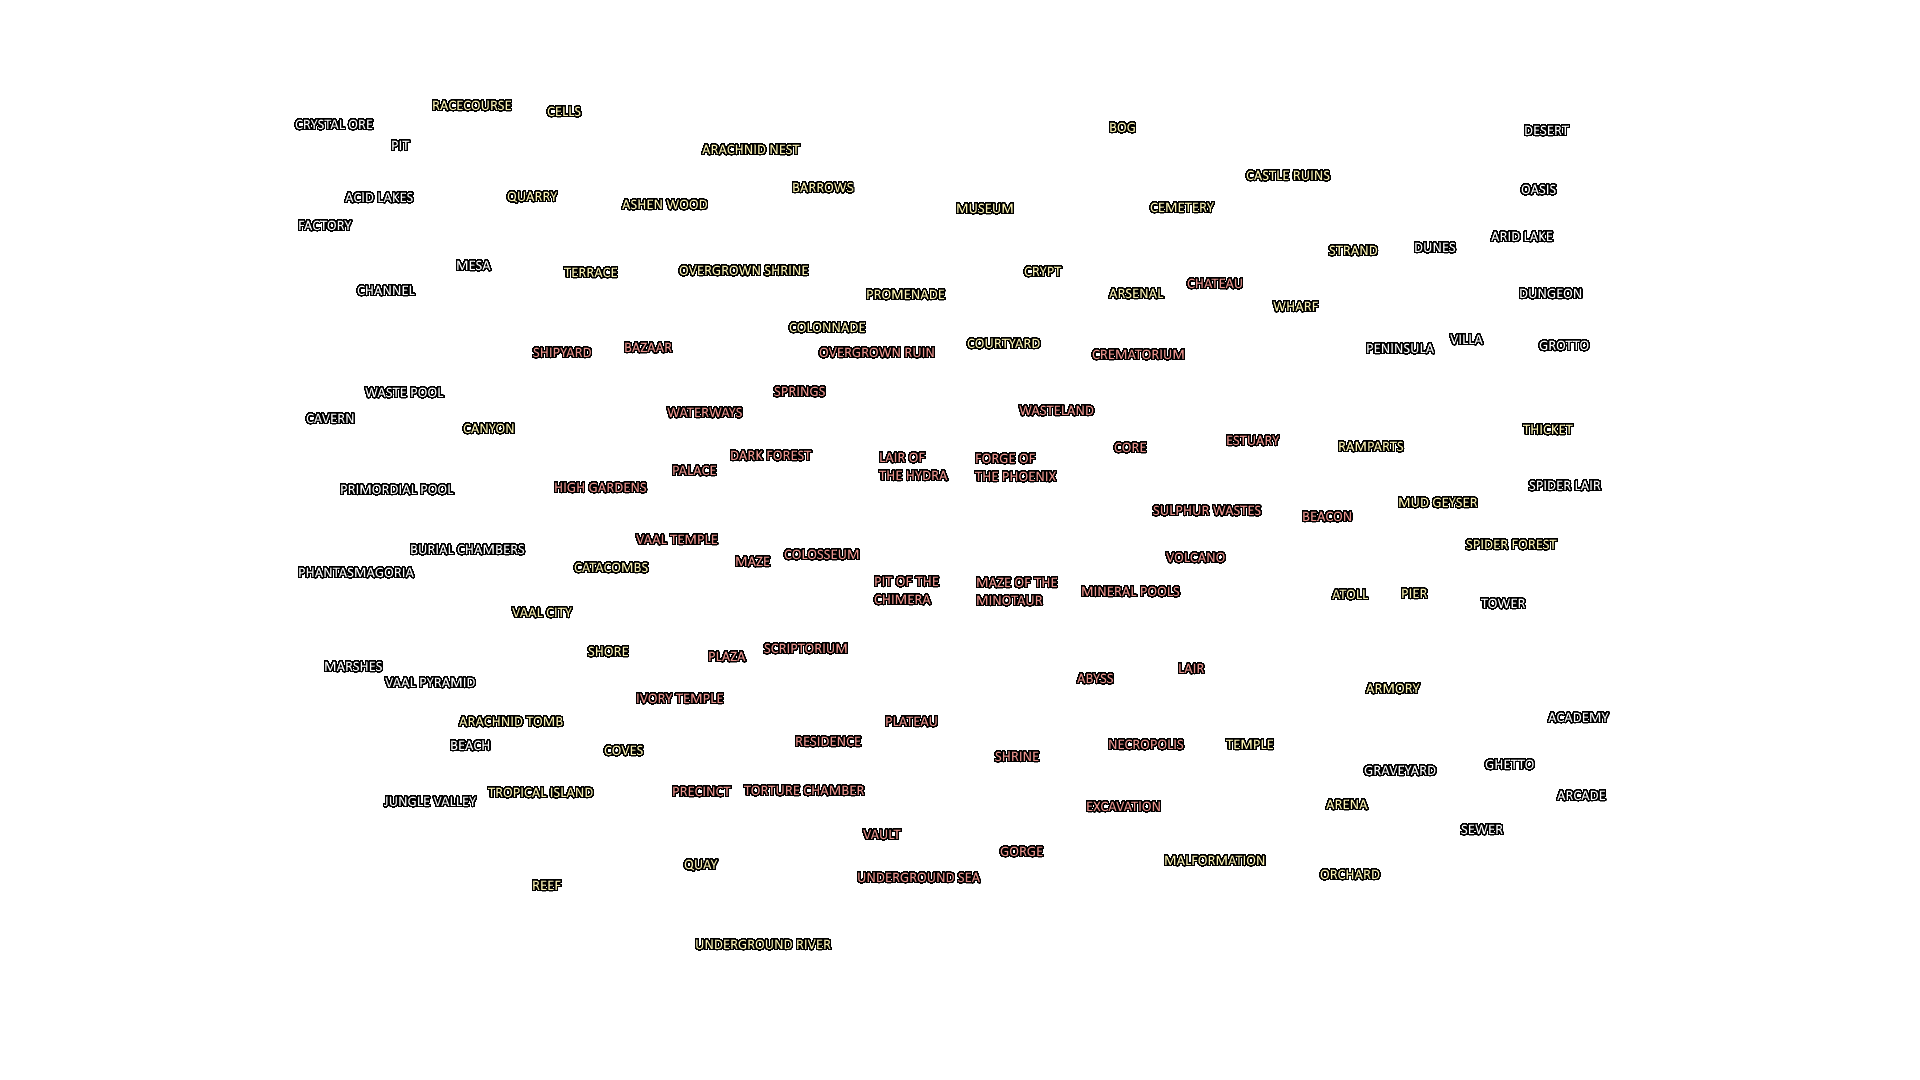 RACECOURSE
CELLS
CRYSTAL ORE
BOG
DESERT
PIT
ARACHNID NEST
CASTLE RUINS
BARROWS
OASIS
ACID LAKES
QUARRY
ASHEN WOOD
MUSEUM
CEMETERY
FACTORY
ARID LAKE
DUNES
STRAND
MESA
TERRACE
OVERGROWN SHRINE
CRYPT
CHATEAU
CHANNEL
PROMENADE
ARSENAL
DUNGEON
WHARF
COLONNADE
COURTYARD
VILLA
GROTTO
SHIPYARD
BAZAAR
OVERGROWN RUIN
CREMATORIUM
PENINSULA
WASTE POOL
SPRINGS
WATERWAYS
WASTELAND
CAVERN
CANYON
THICKET
ESTUARY
CORE
RAMPARTS
DARK FOREST
LAIR OF
THE HYDRA
FORGE OF
THE PHOENIX
PALACE
PRIMORDIAL POOL
HIGH GARDENS
SPIDER LAIR
MUD GEYSER
SULPHUR WASTES
BEACON
VAAL TEMPLE
SPIDER FOREST
BURIAL CHAMBERS
COLOSSEUM
MAZE
VOLCANO
PHANTASMAGORIA
CATACOMBS
PIT OF THE
CHIMERA
MAZE OF THE
MINOTAUR
MINERAL POOLS
ATOLL
PIER
TOWER
VAAL CITY
SHORE
SCRIPTORIUM
PLAZA
MARSHES
LAIR
VAAL PYRAMID
ABYSS
ARMORY
IVORY TEMPLE
ARACHNID TOMB
PLATEAU
ACADEMY
BEACH
COVES
RESIDENCE
SHRINE
NECROPOLIS
TEMPLE
GRAVEYARD
GHETTO
JUNGLE VALLEY
TROPICAL ISLAND
PRECINCT
TORTURE CHAMBER
EXCAVATION
ARENA
ARCADE
VAULT
SEWER
GORGE
QUAY
MALFORMATION
UNDERGROUND SEA
ORCHARD
REEF
UNDERGROUND RIVER